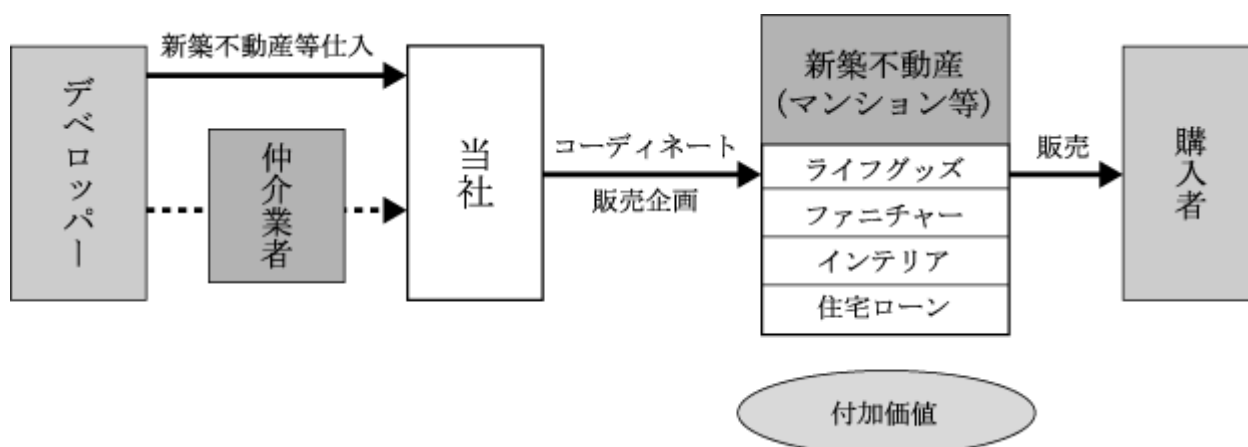 デベロッパー
新築不動産等仕入
仲介業者
当社
コーディネート
販売企画
新築不動産
(マンション等)
ライフグッズ
ファニチャー
インテリア
住宅ローン
販売
購入者
付加価値